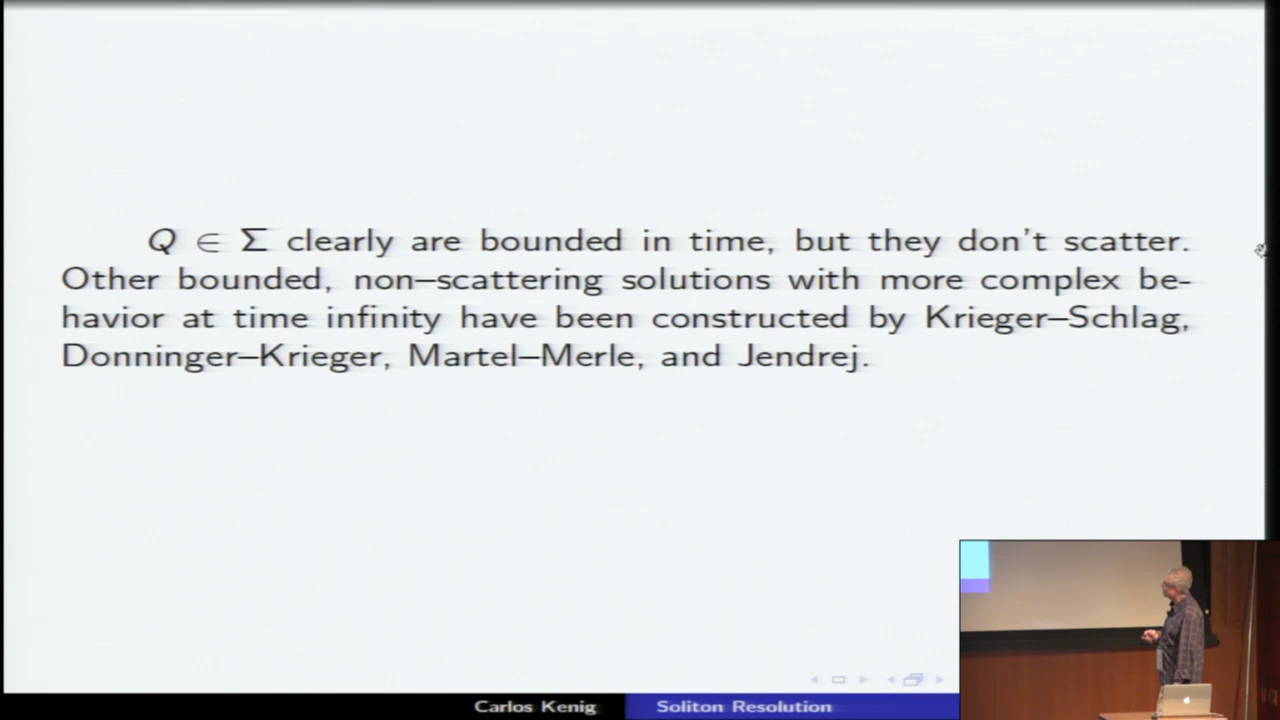 Q ∈ Σ clearly are bounded in time, but they don't scatter.
Other bounded, non–scattering solutions with more complex be-
havior at time infinity have been constructed by Krieger–Schlag,
Donninger–Krieger, Martel–Merle, and Jendrej.
Carlos Kenig Soliton Resolution